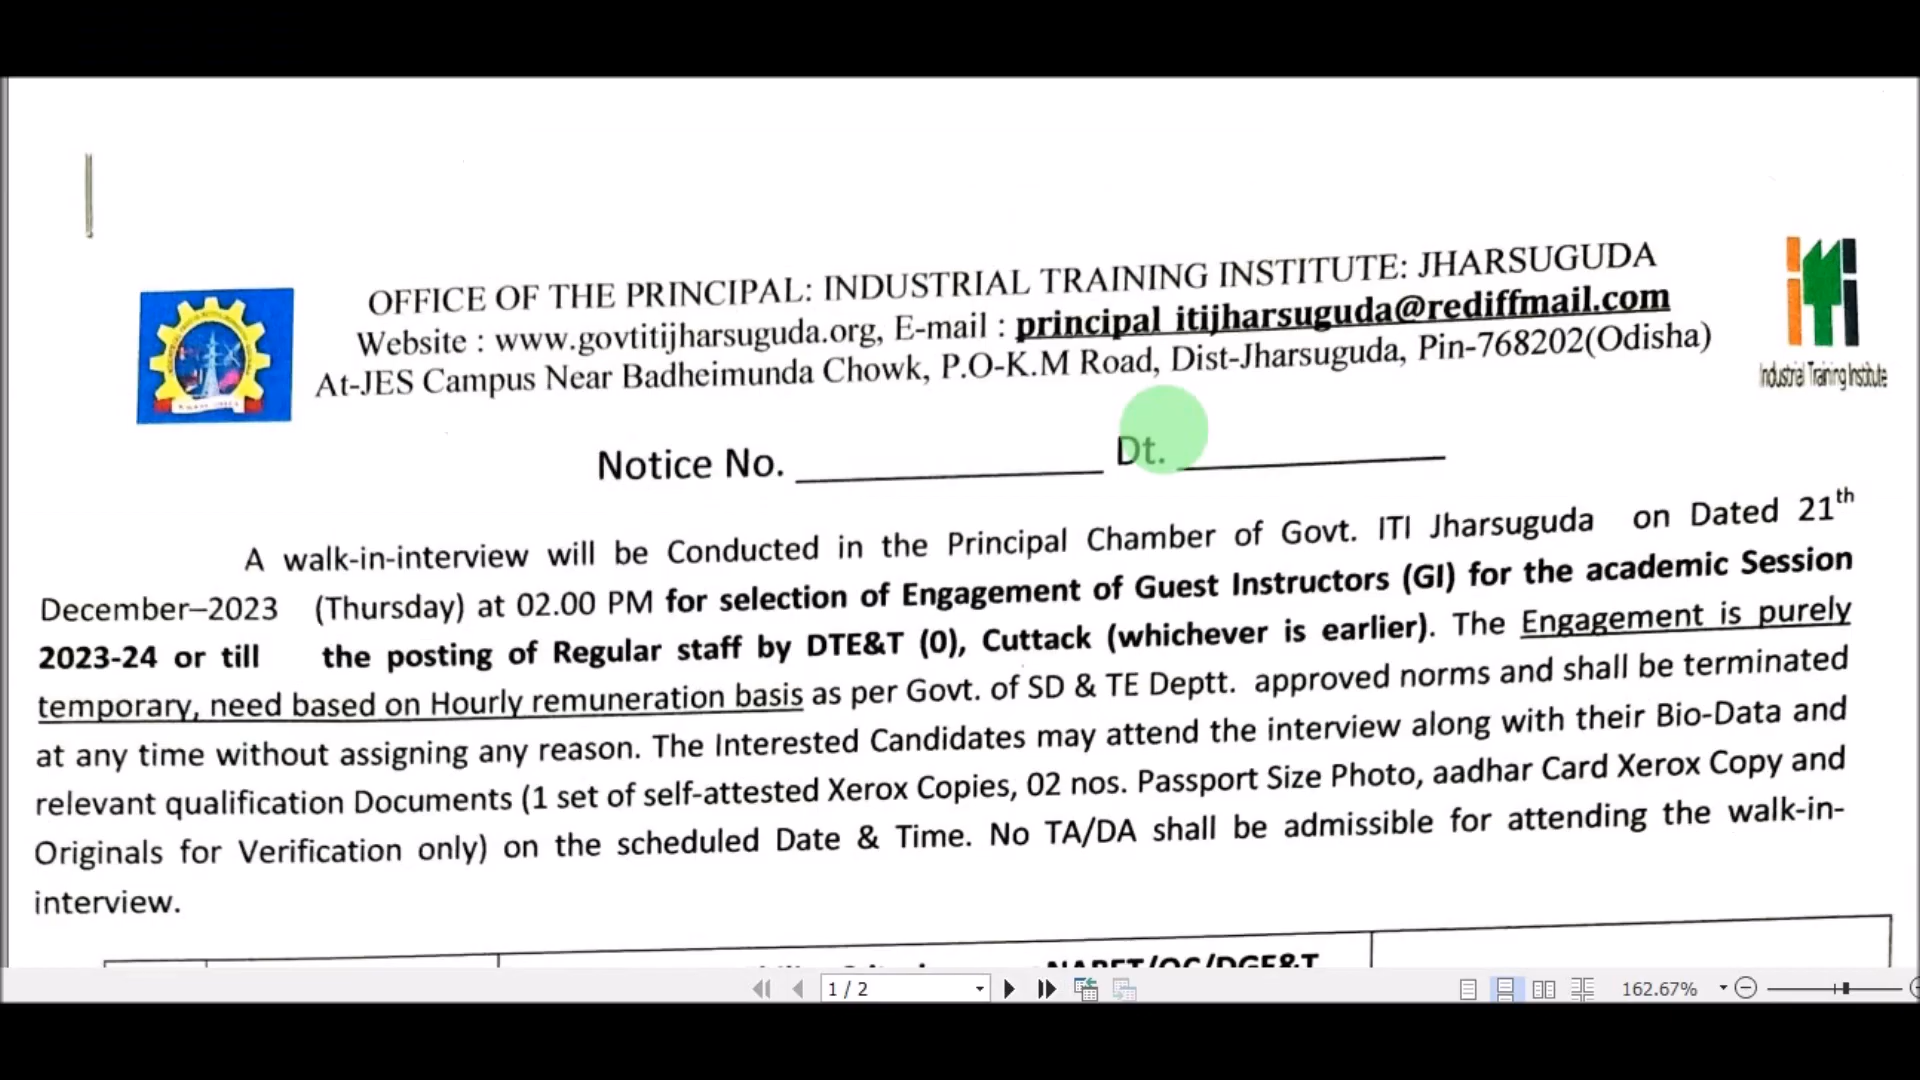 OFFICE OF THE PRINCIPAL: INDUSTRIAL TRAINING INSTITUTE: JHARSUGUDA
Website : www.govtitijharsuguda.org, E-mail : principal_itijharsuguda@rediffmail.com
At-JES Campus Near Badheimunda Chowk, P.O-K.M Road, Dist-Jharsuguda, Pin-768202(Odisha)
Industrial Training Institute
Notice No. ______________ Dt. ______________
A walk-in-interview will be Conducted in the Principal Chamber of Govt. ITI Jharsuguda on Dated 21th
December–2023 (Thursday) at 02.00 PM for selection of Engagement of Guest Instructors (GI) for the academic Session
2023-24 or till the posting of Regular staff by DTE&T (0), Cuttack (whichever is earlier). The Engagement is purely
temporary, need based on Hourly remuneration basis as per Govt. of SD & TE Deptt. approved norms and shall be terminated
at any time without assigning any reason. The Interested Candidates may attend the interview along with their Bio-Data and
relevant qualification Documents (1 set of self-attested Xerox Copies, 02 nos. Passport Size Photo, aadhar Card Xerox Copy and
Originals for Verification only) on the scheduled Date & Time. No TA/DA shall be admissible for attending the walk-in-
interview.
NABET/QC/DGE&T
1 / 2
162.67%